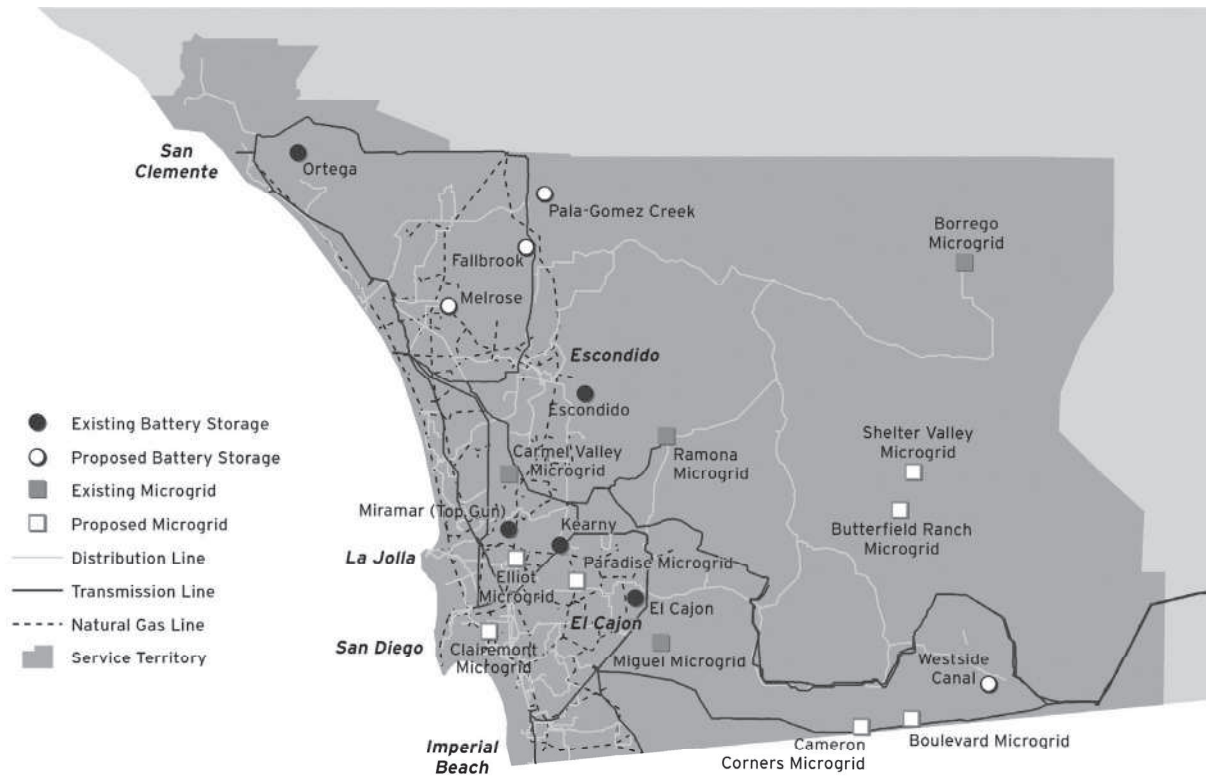 San
Clemente
Ortega
Pala-Gomez Creek
Borrego
Microgrid
Fallbrook
Melrose
Escondido
Escondido
Existing Battery Storage
Proposed Battery Storage
Existing Microgrid
Proposed Microgrid
Distribution Line
Transmission Line
Natural Gas Line
Service Territory
Carmel Valley
Microgrid
Ramona
Microgrid
Shelter Valley
Microgrid
Miramar (Top Gun)
Kearny
Butterfield Ranch
Microgrid
La Jolla
Elliot
Microgrid
Paradise Microgrid
El Cajon
El Cajon
San Diego
Clairemont
Microgrid
Miguel Microgrid
Westside
Canal
Imperial
Beach
Cameron
Corners Microgrid
Boulevard Microgrid